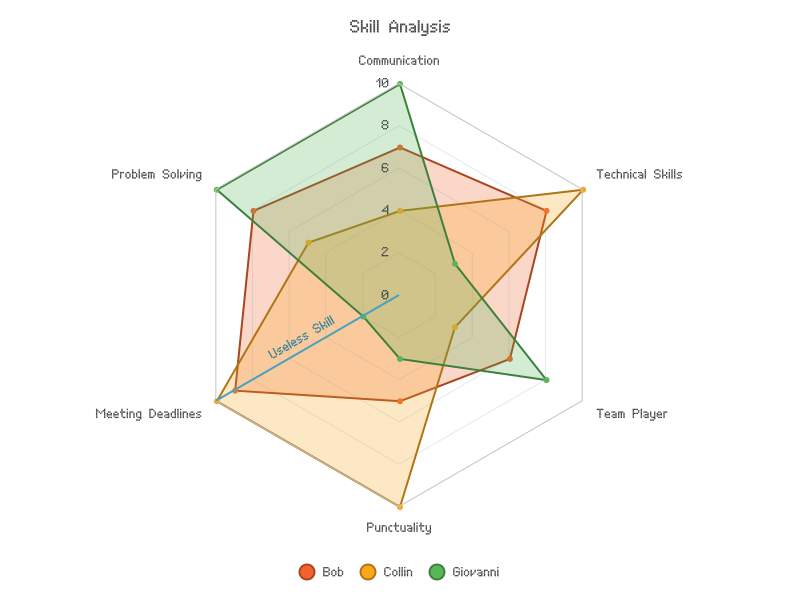 Skill Analysis
Communication
10
8
6
4
2
0
Problem Solving
Technical Skills
Useless Skill
Meeting Deadlines
Team Player
Punctuality
Bob
Collin
Giovanni